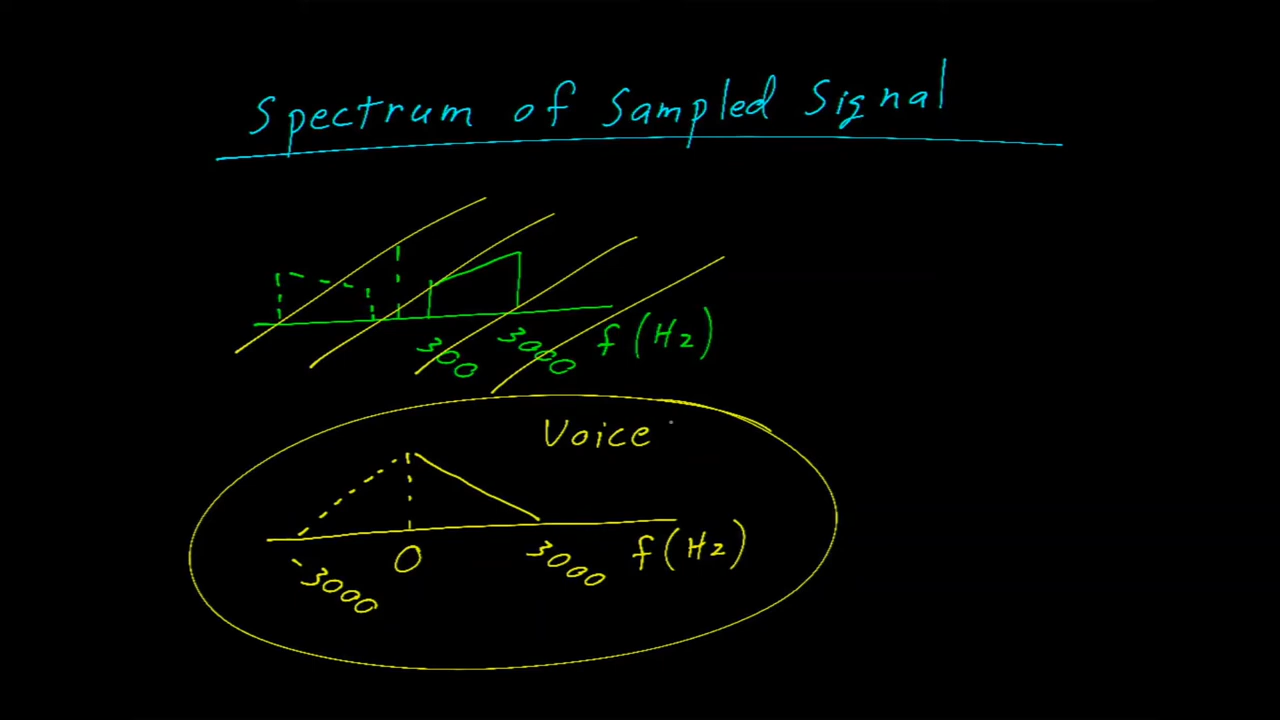 Spectrum of Sampled Signal
300 3000 f(Hz)
Voice
-3000 0 3000 f(Hz)